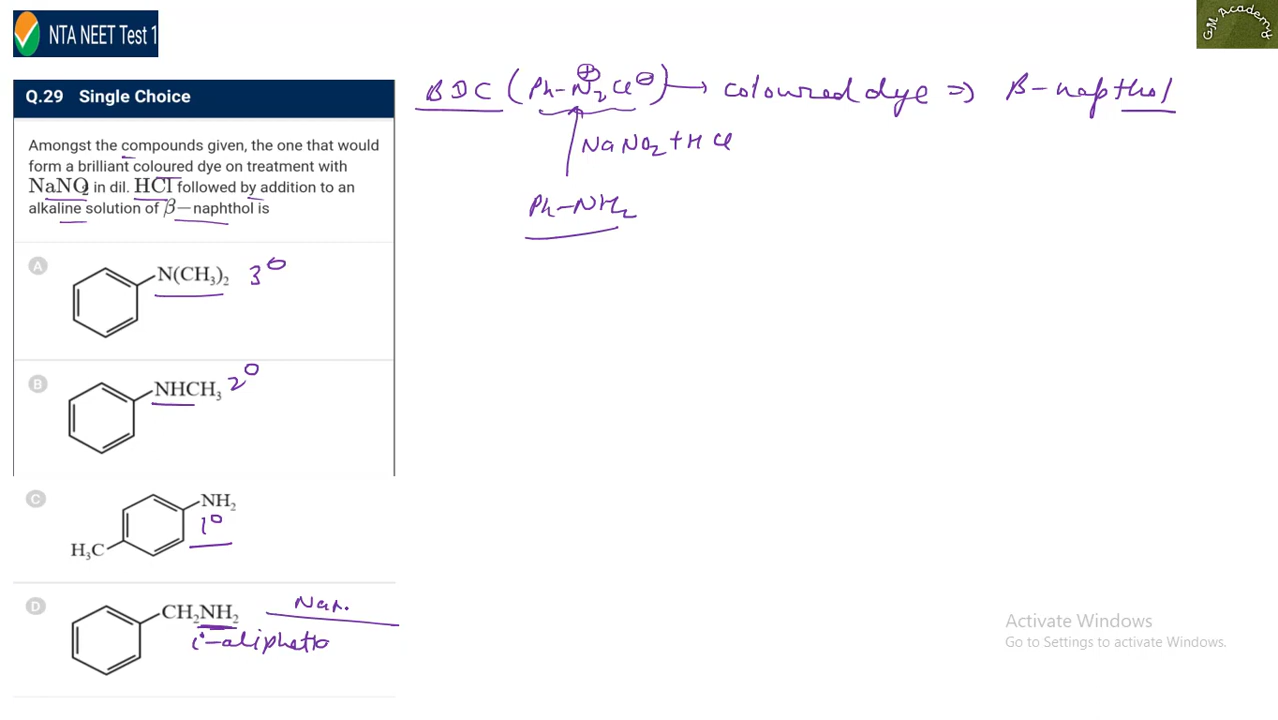 NTA NEET Test 1
GM Academy
Q.29 Single Choice
Amongst the compounds given, the one that would
form a brilliant coloured dye on treatment with
NaNO in dil. HCl followed by addition to an
alkaline solution of β−naphthol is
BDC (Ph-N₂⊕Cl⊖) → coloured dye ⇒ β-napthol
NaNO₂ + HCl
Ph-NH₂
A
N(CH₃)₂ 3°
B
NHCH₃ 2°
C
NH₂
1°
H₃C
D
CH₂NH₂
1°-aliphatic
Activate Windows
Go to Settings to activate Windows.